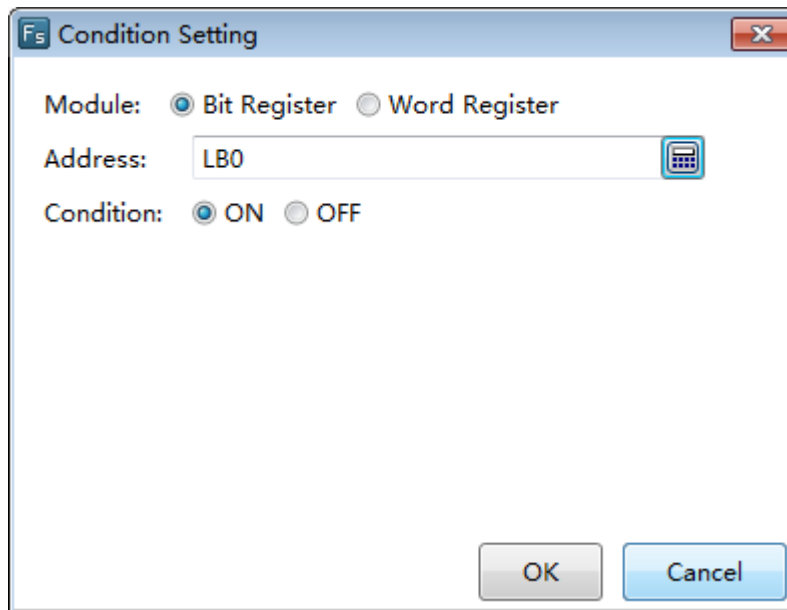 Fs Condition Setting
Module: Bit Register Word Register
Address: LB0
Condition: ON OFF
OK Cancel